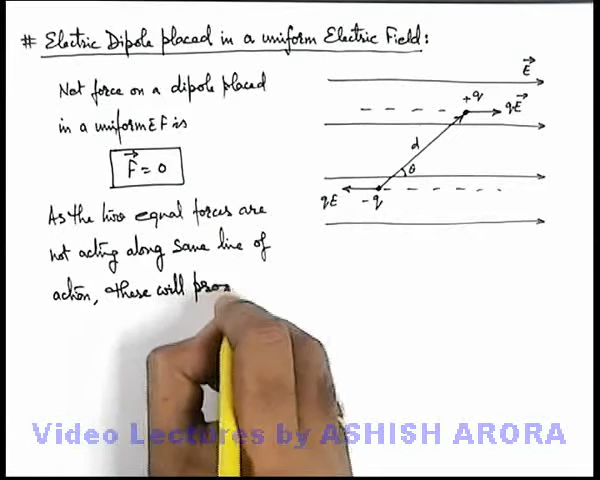 # Electric Dipole placed in a uniform Electric Field:
Net force on a dipole placed
in a uniform EF is
F⃗ = 0
As the two equal forces are
not acting along same line of
action, these will pro
E⃗
+q
qE⃗
d
θ
qE
-q
Video Lectures by ASHISH ARORA